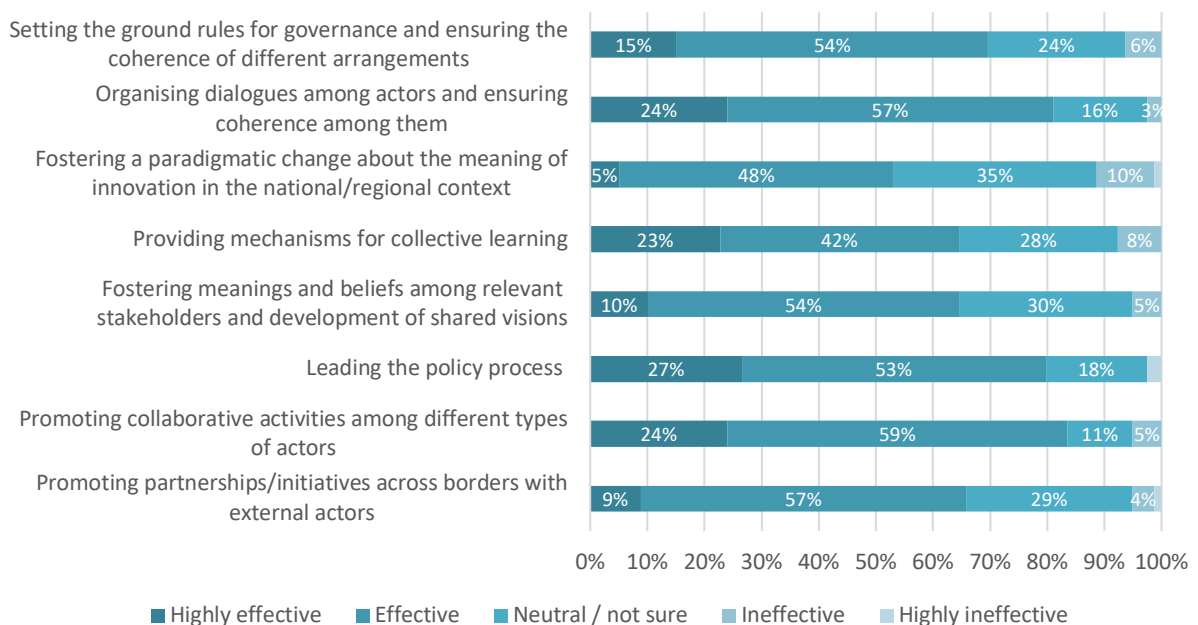 Setting the ground rules for governance and ensuring the
coherence of different arrangements
15% 54% 24% 6%
Organising dialogues among actors and ensuring
coherence among them
24% 57% 16% 3%
Fostering a paradigmatic change about the meaning of
innovation in the national/regional context
5% 48% 35% 10%
Providing mechanisms for collective learning
23% 42% 28% 8%
Fostering meanings and beliefs among relevant
stakeholders and development of shared visions
10% 54% 30% 5%
Leading the policy process
27% 53% 18%
Promoting collaborative activities among different types
of actors
24% 59% 11% 5%
Promoting partnerships/initiatives across borders with
external actors
9% 57% 29% 4%
0% 10% 20% 30% 40% 50% 60% 70% 80% 90% 100%
Highly effective Effective Neutral / not sure Ineffective Highly ineffective